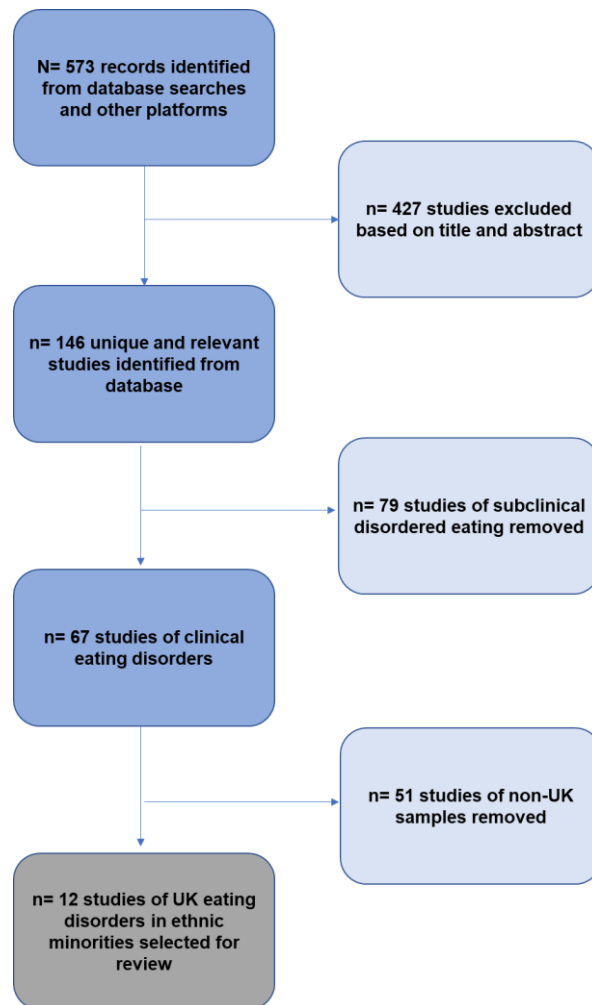 N= 573 records identified
from database searches
and other platforms
n= 427 studies excluded
based on title and abstract
n= 146 unique and relevant
studies identified from
database
n= 79 studies of subclinical
disordered eating removed
n= 67 studies of clinical
eating disorders
n= 51 studies of non-UK
samples removed
n= 12 studies of UK eating
disorders in ethnic
minorities selected for
review